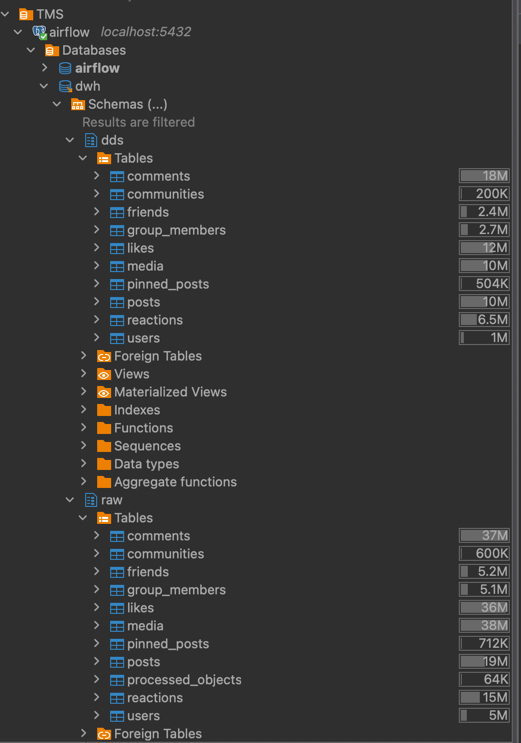 TMS
airflow localhost:5432
Databases
airflow
dwh
Schemas (...)
Results are filtered
dds
Tables
comments 18M
communities 200K
friends 2.4M
group_members 2.7M
likes 12M
media 10M
pinned_posts 504K
posts 10M
reactions 6.5M
users 1M
Foreign Tables
Views
Materialized Views
Indexes
Functions
Sequences
Data types
Aggregate functions
raw
Tables
comments 37M
communities 600K
friends 5.2M
group_members 5.1M
likes 36M
media 38M
pinned_posts 712K
posts 19M
processed_objects 64K
reactions 15M
users 5M
Foreign Tables